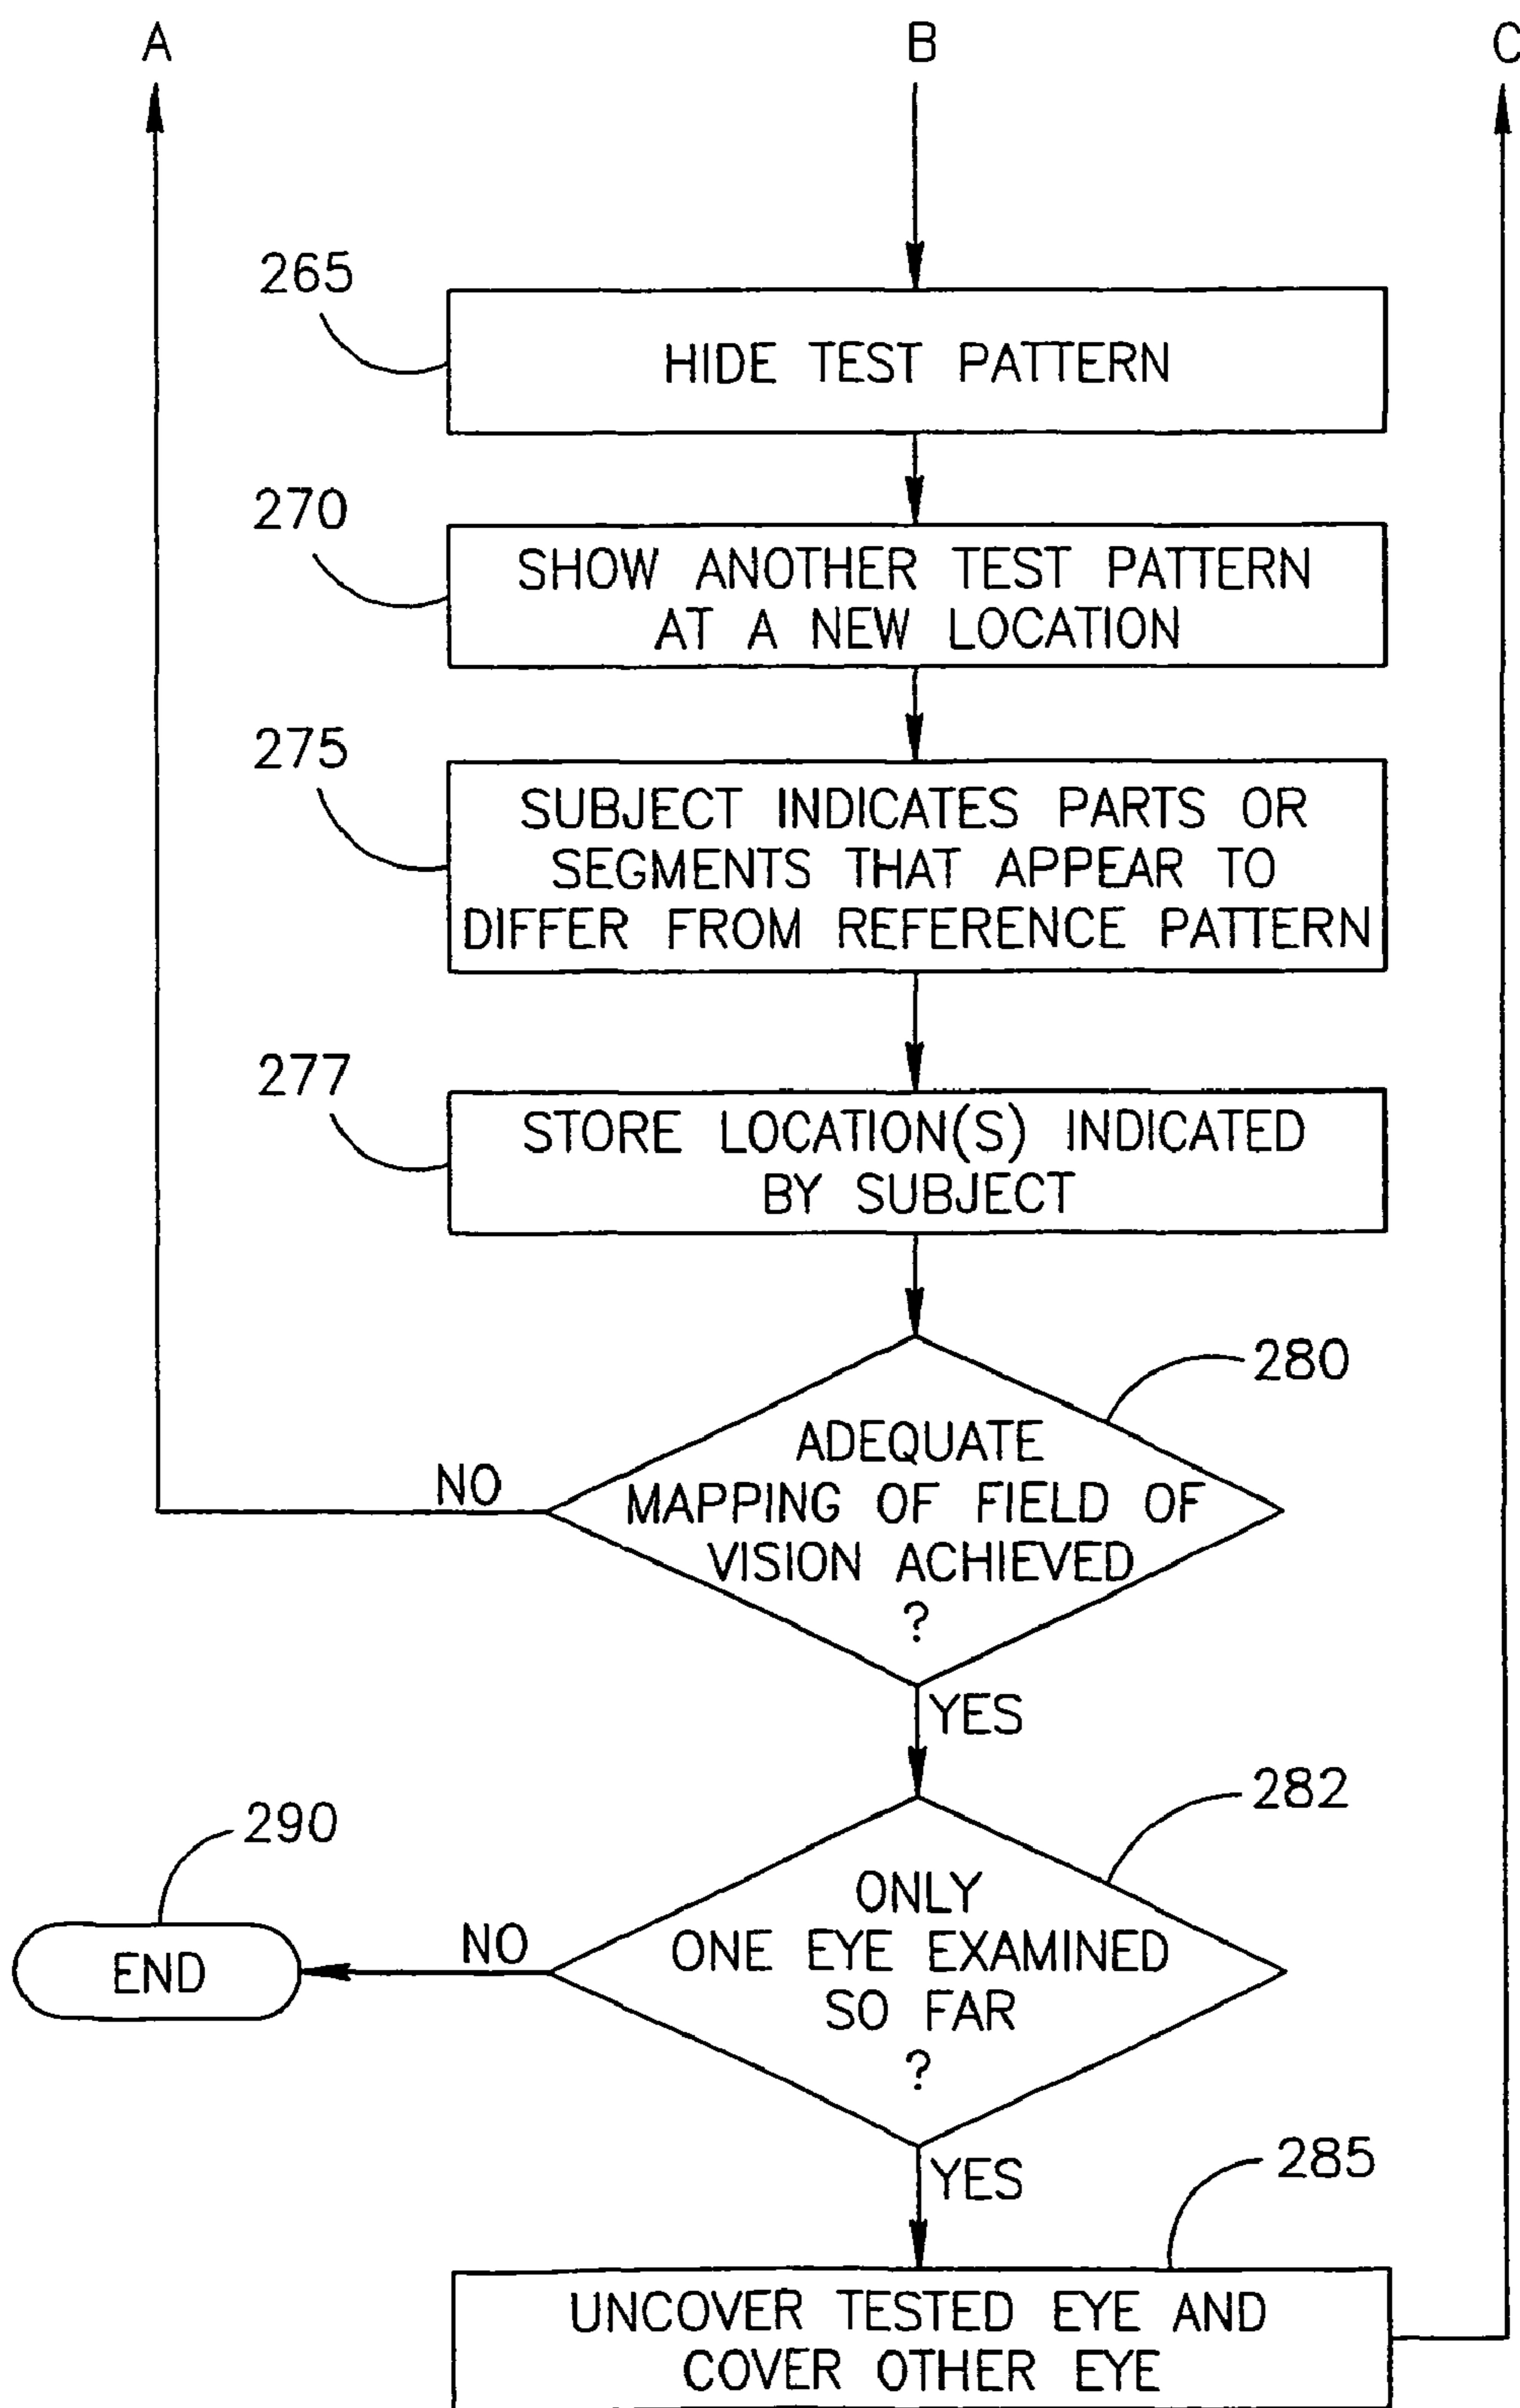 A
B
C
265
HIDE TEST PATTERN
270
SHOW ANOTHER TEST PATTERN
AT A NEW LOCATION
275
SUBJECT INDICATES PARTS OR
SEGMENTS THAT APPEAR TO
DIFFER FROM REFERENCE PATTERN
277
STORE LOCATION(S) INDICATED
BY SUBJECT
280
ADEQUATE
MAPPING OF FIELD OF
VISION ACHIEVED
?
NO
YES
282
290
ONLY
ONE EYE EXAMINED
SO FAR
?
NO
END
YES
285
UNCOVER TESTED EYE AND
COVER OTHER EYE